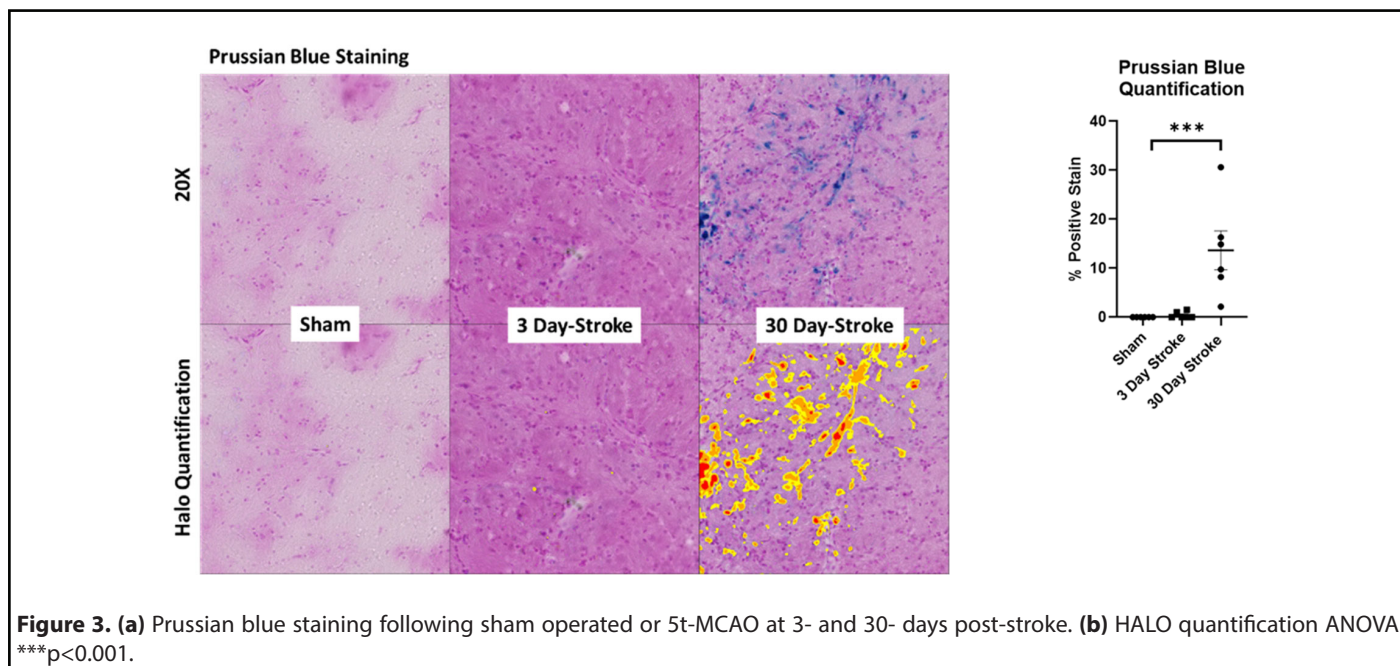 Prussian Blue Staining
20X
Sham
3 Day-Stroke
30 Day-Stroke
Halo Quantification
Prussian Blue
Quantification
% Positive Stain
40
30
20
10
0
***
Sham
3 Day Stroke
30 Day Stroke
Figure 3. (a) Prussian blue staining following sham operated or 5t-MCAO at 3- and 30- days post-stroke. (b) HALO quantification ANOVA
***p<0.001.